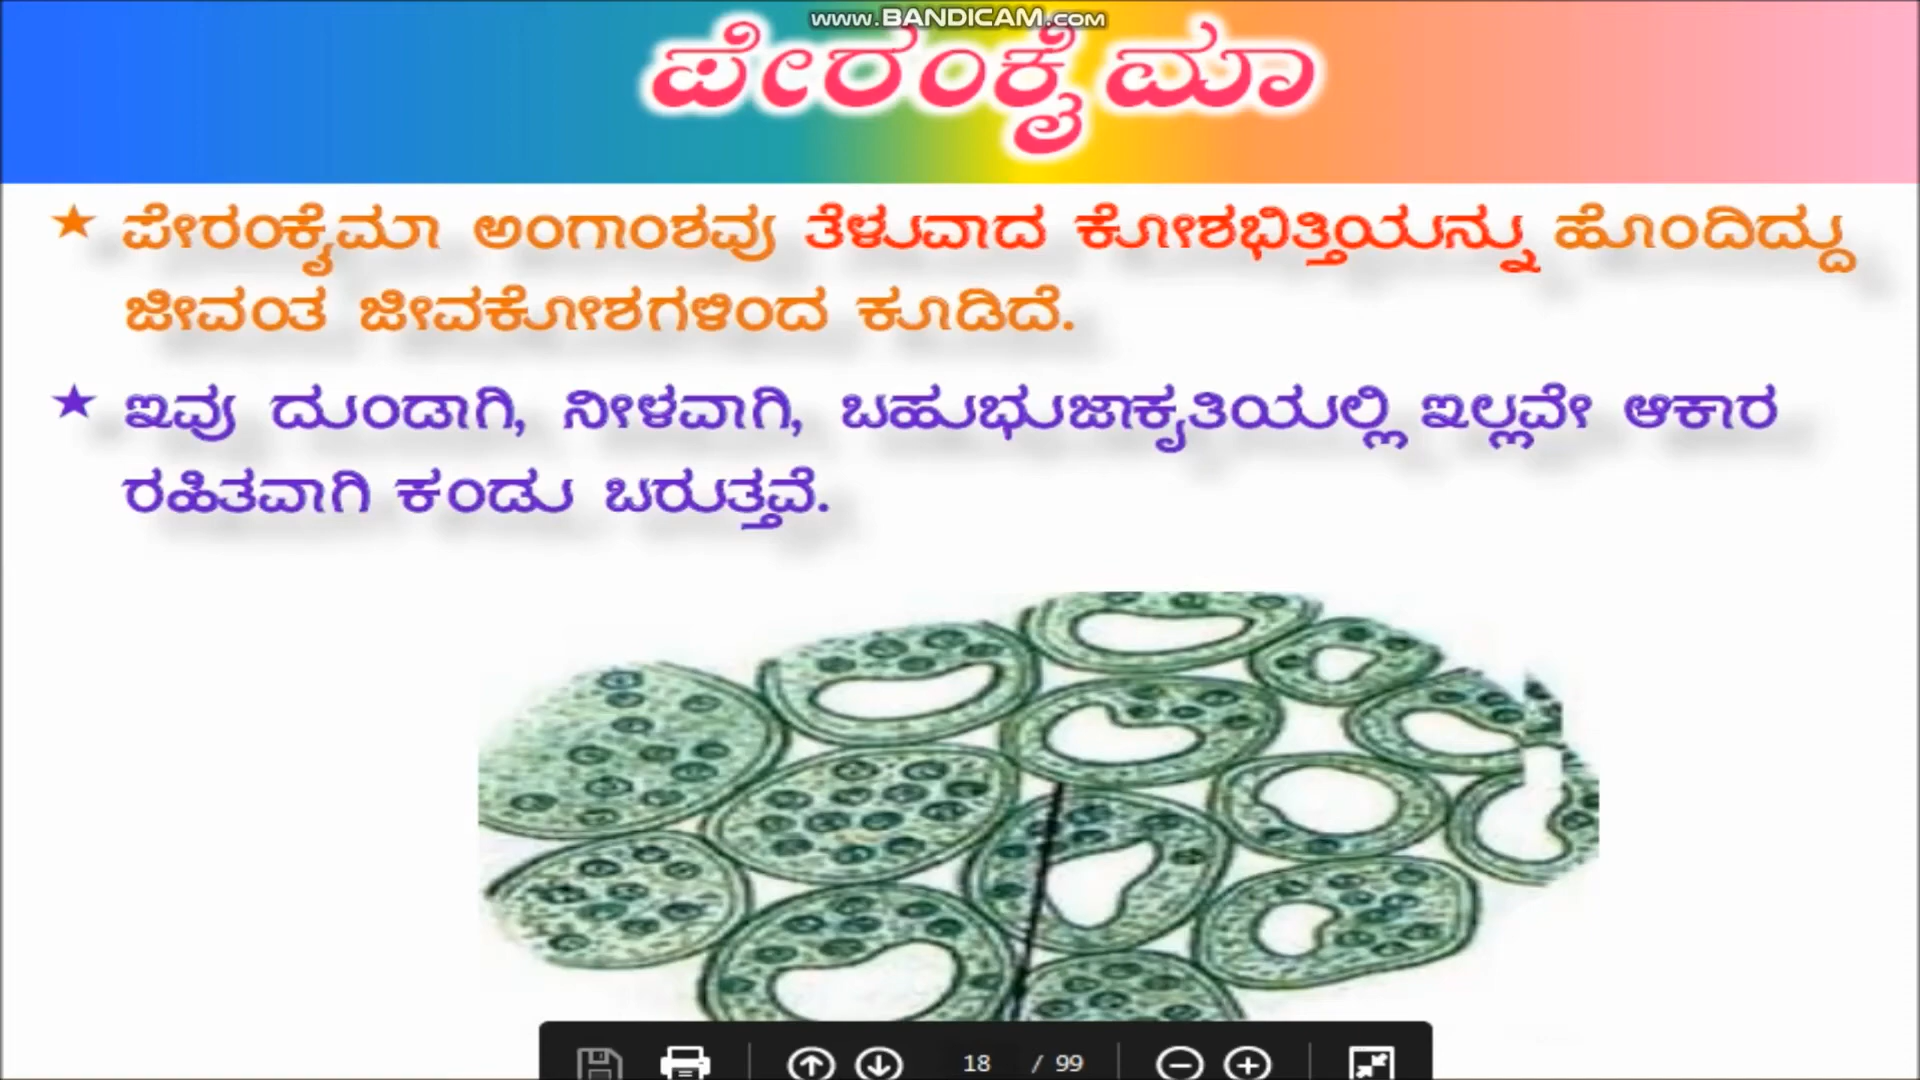 www.BANDICAM.com
ಪೇರಂಕೈಮಾ
★ ಪೇರಂಕೈಮಾ ಅಂಗಾಂಶವು ತೆಳುವಾದ ಕೋಶಭಿತ್ತಿಯನ್ನು ಹೊಂದಿದ್ದು
ಜೀವಂತ ಜೀವಕೋಶಗಳಿಂದ ಕೂಡಿದೆ.
★ ಇವು ದುಂಡಾಗಿ, ನೀಳವಾಗಿ, ಬಹುಭುಜಾಕೃತಿಯಲ್ಲಿ ಇಲ್ಲವೇ ಆಕಾರ
ರಹಿತವಾಗಿ ಕಂಡು ಬರುತ್ತವೆ.
18 / 99